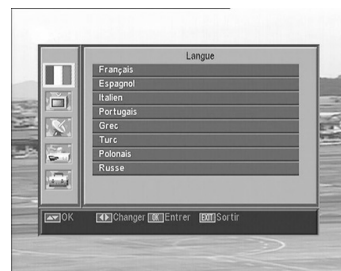 Langue
Français
Espagnol
Italien
Portugais
Grec
Turc
Polonais
Russe
OK Changer OK Entrer EXIT Sortir